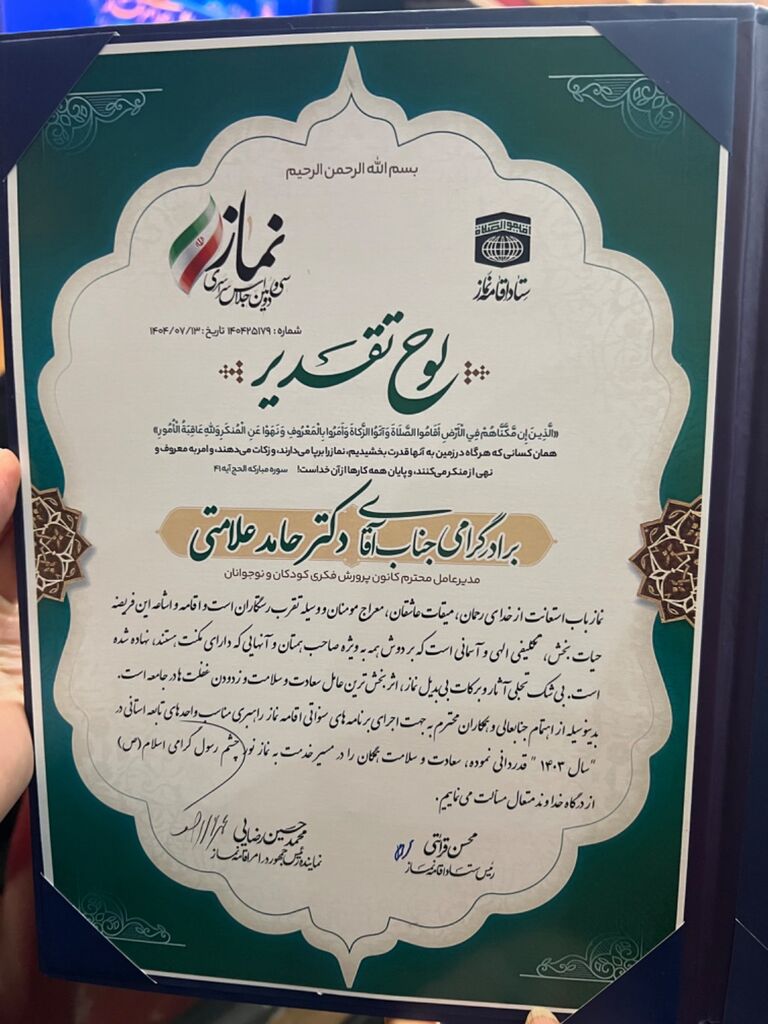 بسم الله الرحمن الرحیم
نماز
سی و دومین اجلاس سراسری
اقاموا الصلاة
ستاد اقامه نماز
شماره: ۱۴۰۴۲۵۱۷۹ تاریخ: ۱۴۰۴/۰۷/۱۳
لوح تقدیر
«الَّذِينَ إِن مَّكَّنَّاهُمْ فِي الْأَرْضِ أَقَامُوا الصَّلَاةَ وَآتَوُا الزَّكَاةَ وَأَمَرُوا بِالْمَعْرُوفِ وَنَهَوْا عَنِ الْمُنكَرِ وَلِلَّهِ عَاقِبَةُ الْأُمُورِ»
همان کسانی که هرگاه در زمین به آنها قدرت بخشیدیم، نماز را برپا می‌دارند، و زکات می‌دهند، و امر به معروف و
نهی از منکر می‌کنند، و پایان همه کارها از آن خداست! سوره مبارکه الحج آیه ۴۱
برادر گرامی جناب آقای دکتر حامد علامتی
مدیرعامل محترم کانون پرورش فکری کودکان و نوجوانان
نماز باب استعانت از خدای رحمان، میقات عاشقان، معراج مومنان و وسیله تقرب رستگاران است و اقامه و اشاعه این فریضه
حیات بخش، تکلیفی الهی و آسمانی است که بر دوش همه به ویژه صاحب همتان و آنهایی که دارای مکنت هستند، نهاده شده
است. بی شک تجلی آثار و برکات بی بدیل نماز، اثربخش ترین عامل سعادت و سلامت و زدودن غفلت ها در جامعه است.
بدینوسیله از اهتمام جنابعالی و همکاران محترم به جهت اجرای برنامه های سنواتی اقامه نماز راهبری مناسب واحدهای تابعه استانی در
"سال ۱۴۰۳" قدردانی نموده، سعادت و سلامت همگان را در مسیر خدمت به نماز نور چشم رسول گرامی اسلام (ص)
از درگاه خداوند متعال مسالت می نماییم.
محسن قرائتی
رئیس ستاد اقامه نماز
محمدحسین رضایی
نماینده رئیس جمهور در امر اقامه نماز